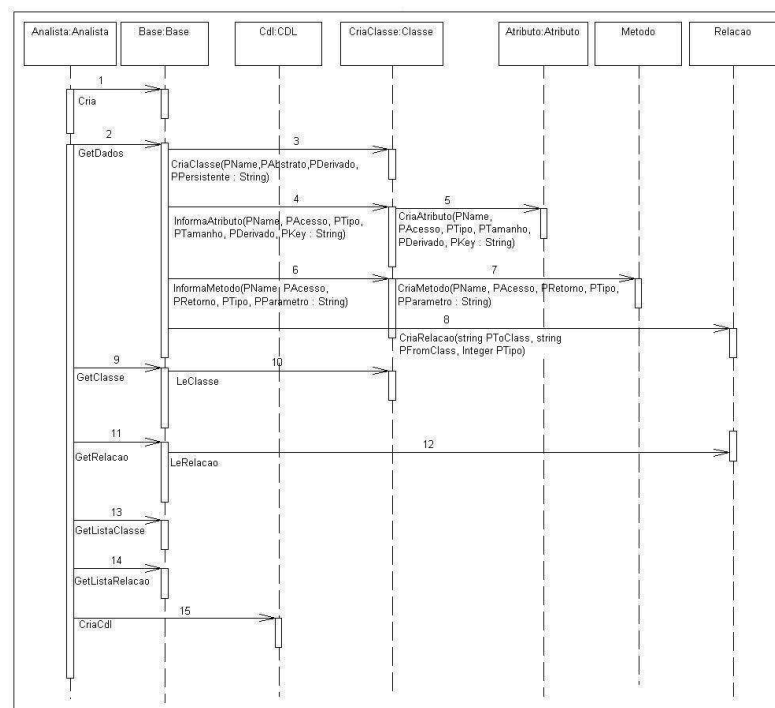 Analista:Analista
Base:Base
Cdl:CDL
CriaClasse:Classe
Atributo:Atributo
Metodo
Relacao
1
Cria
2
GetDados
3
CriaClasse(PName,PAbstrato,PDerivado,
PPersistente : String)
4
InformaAtributo(PName, PAcesso, PTipo,
PTamanho, PDerivado, PKey : String)
5
CriaAtributo(PName,
PAcesso, PTipo, PTamanho,
PDerivado, PKey : String)
6
InformaMetodo(PName, PAcesso,
PRetorno, PTipo, PParametro : String)
7
CriaMetodo(PName, PAcesso, PRetorno, PTipo,
PParametro : String)
8
CriaRelacao(string PToClass, string
PFromClass, Integer PTipo)
9
GetClasse
10
LeClasse
11
GetRelacao
12
LeRelacao
13
GetListaClasse
14
GetListaRelacao
15
CriaCdl